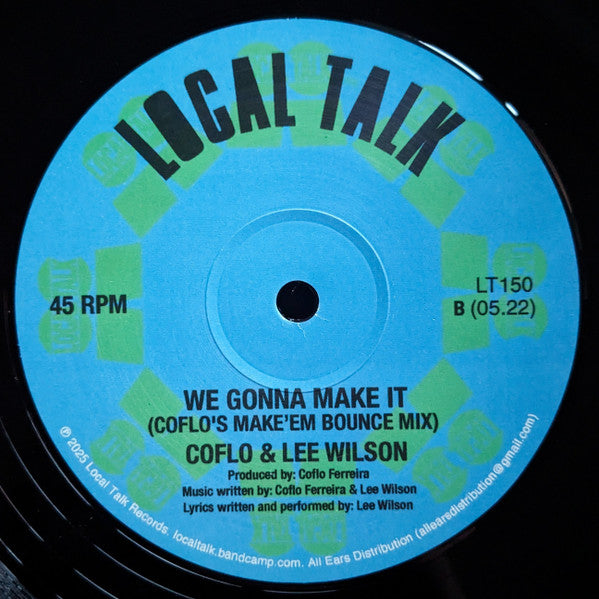 LOCAL TALK
45 RPM
LT150
B (05.22)
WE GONNA MAKE IT
(COFLO'S MAKE'EM BOUNCE MIX)
COFLO & LEE WILSON
Produced by: Coflo Ferreira
Music written by: Coflo Ferreira & Lee Wilson
Lyrics written and performed by: Lee Wilson
℗ 2025 Local Talk Records. localtalk.bandcamp.com. All Ears Distribution (allearsdistribution@gmail.com)